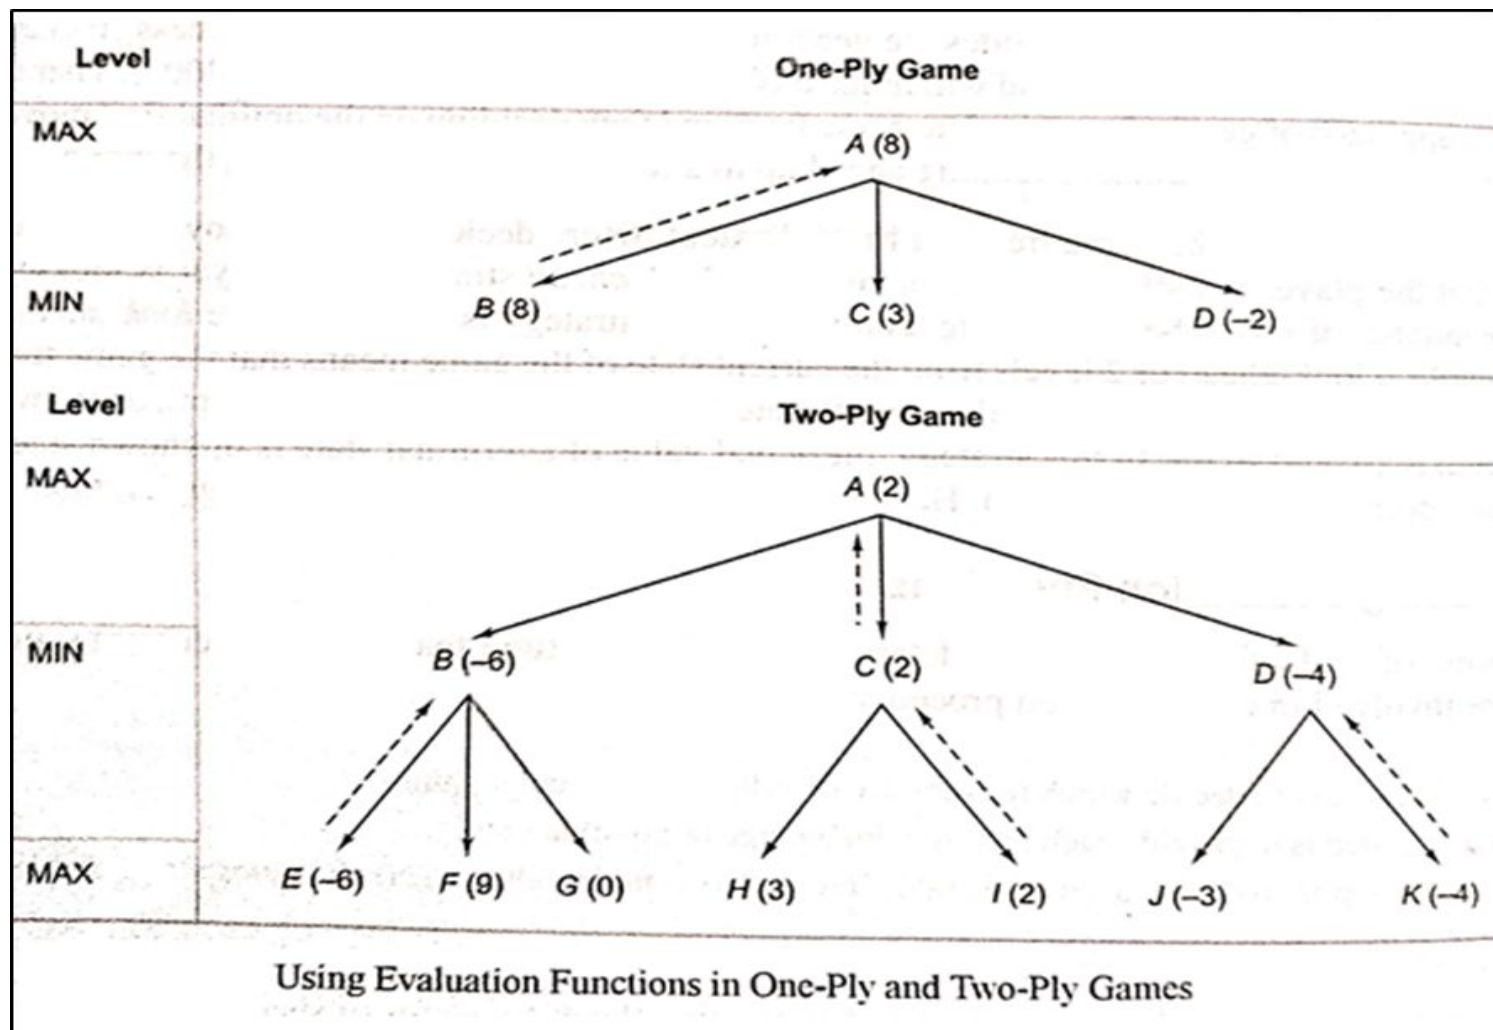 Level One-Ply Game
MAX
A (8)
MIN B (8) C (3) D (–2)
Level Two-Ply Game
MAX A (2)
MIN B (–6) C (2) D (–4)
MAX E (–6) F (9) G (0) H (3) I (2) J (–3) K (–4)
Using Evaluation Functions in One-Ply and Two-Ply Games